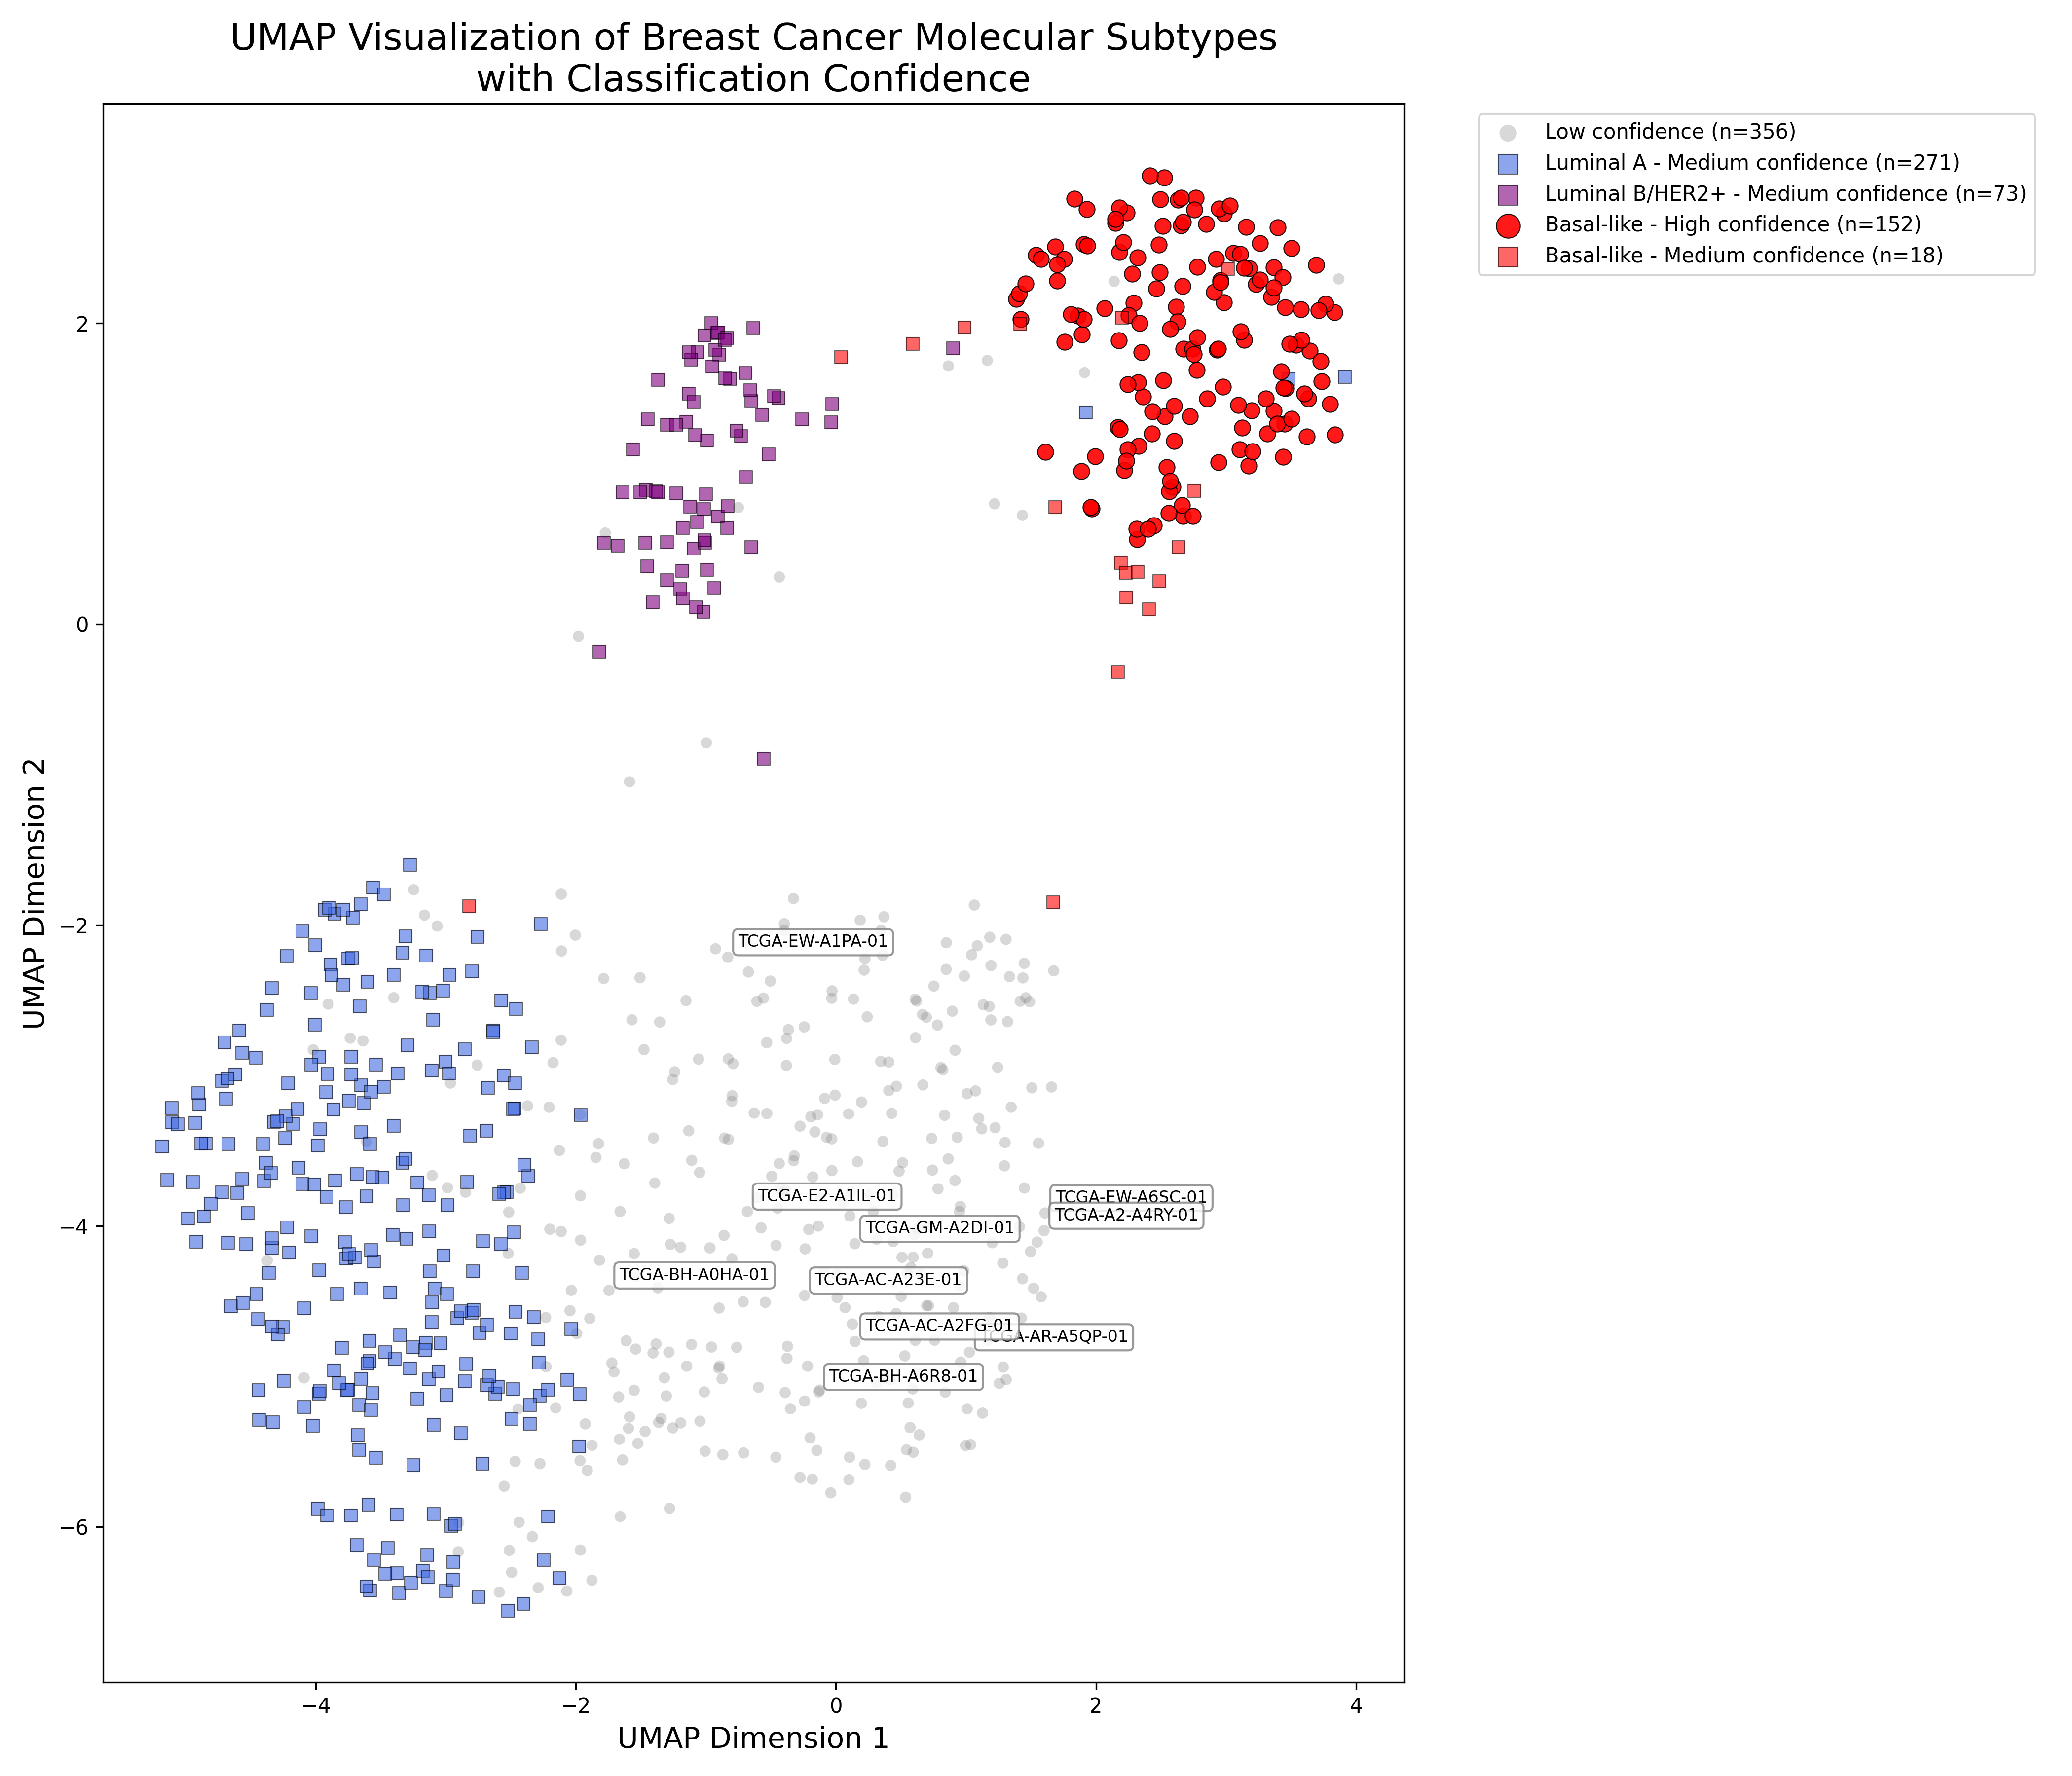 UMAP Visualization of Breast Cancer Molecular Subtypes
with Classification Confidence
Low confidence (n=356)
Luminal A - Medium confidence (n=271)
Luminal B/HER2+ - Medium confidence (n=73)
Basal-like - High confidence (n=152)
Basal-like - Medium confidence (n=18)
UMAP Dimension 2
2
0
−2
−4
−6
TCGA-EW-A1PA-01
TCGA-E2-A1IL-01
TCGA-EW-A6SC-01
TCGA-A2-A4RY-01
TCGA-GM-A2DI-01
TCGA-BH-A0HA-01
TCGA-AC-A23E-01
TCGA-AC-A2FG-01
TCGA-AR-A5QP-01
TCGA-BH-A6R8-01
−4
−2
0
2
4
UMAP Dimension 1